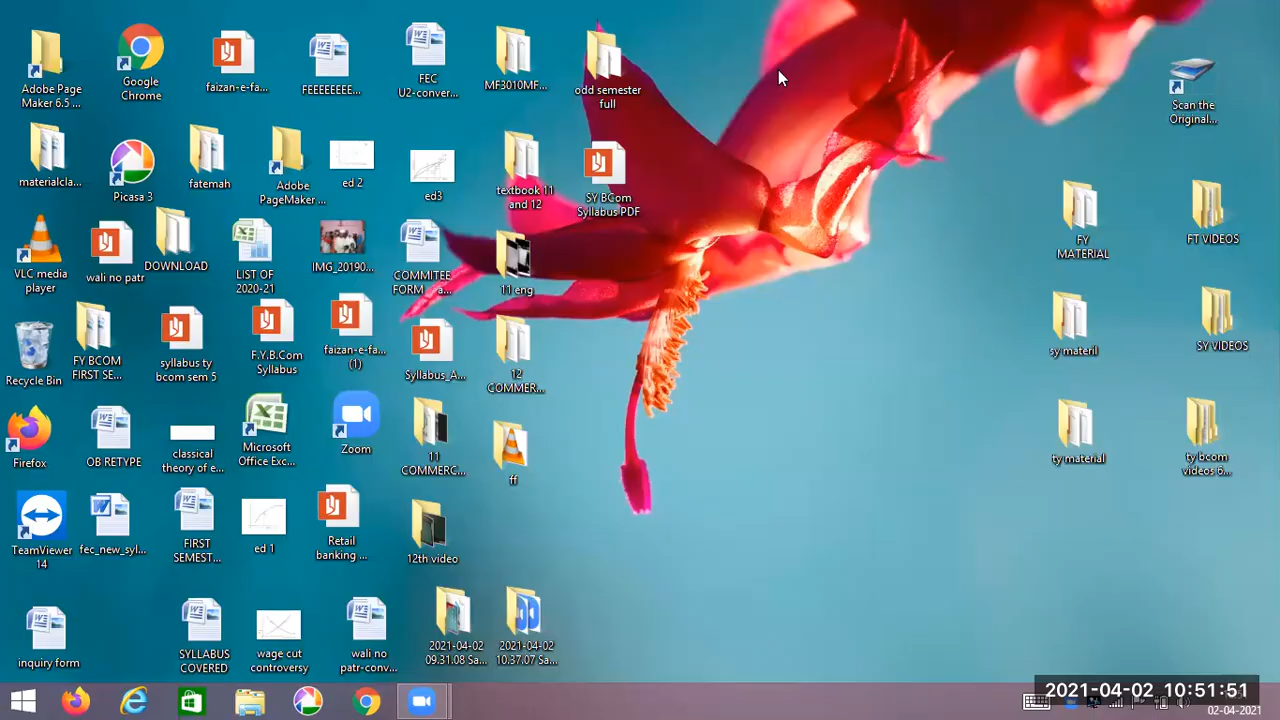 Adobe Page
Maker 6.5 ...
Google
Chrome
faizan-e-fa...
FEEEEEEEE...
FEC
U2-conver...
MF3010MF...
odd semester
full
Scan the
Original...
materialcla...
Picasa 3
fatemah
Adobe
PageMaker ...
ed 2
ed3
textbook 11
and 12
SY BCom
Syllabus PDF
FY
MATERIAL
FT VIDEOS
VLC media
player
wali no patr
DOWNLOAD
LIST OF
2020-21
IMG_20190...
COMMITEE
FORM - a...
11 eng
sy materil
SY VIDEOS
Recycle Bin
FY BCOM
FIRST SE...
syllabus ty
bcom sem 5
F.Y.B.Com
Syllabus
faizan-e-fa...
(1)
Syllabus_A...
12
COMMER...
Firefox
OB RETYPE
classical
theory of e...
Microsoft
Office Exc...
Zoom
11
COMMERC...
ff
ty material
ty bcom
videos 6...
TeamViewer
14
fec_new_syl...
FIRST
SEMEST...
ed 1
Retail
banking ...
12th video
inquiry form
SYLLABUS
COVERED
wage cut
controversy
wali no
patr-conv...
2021-04-02
09.31.08 Sa...
2021-04-02
10.37.07 Sa...
2021-04-02 10:51:51
02-04-2021